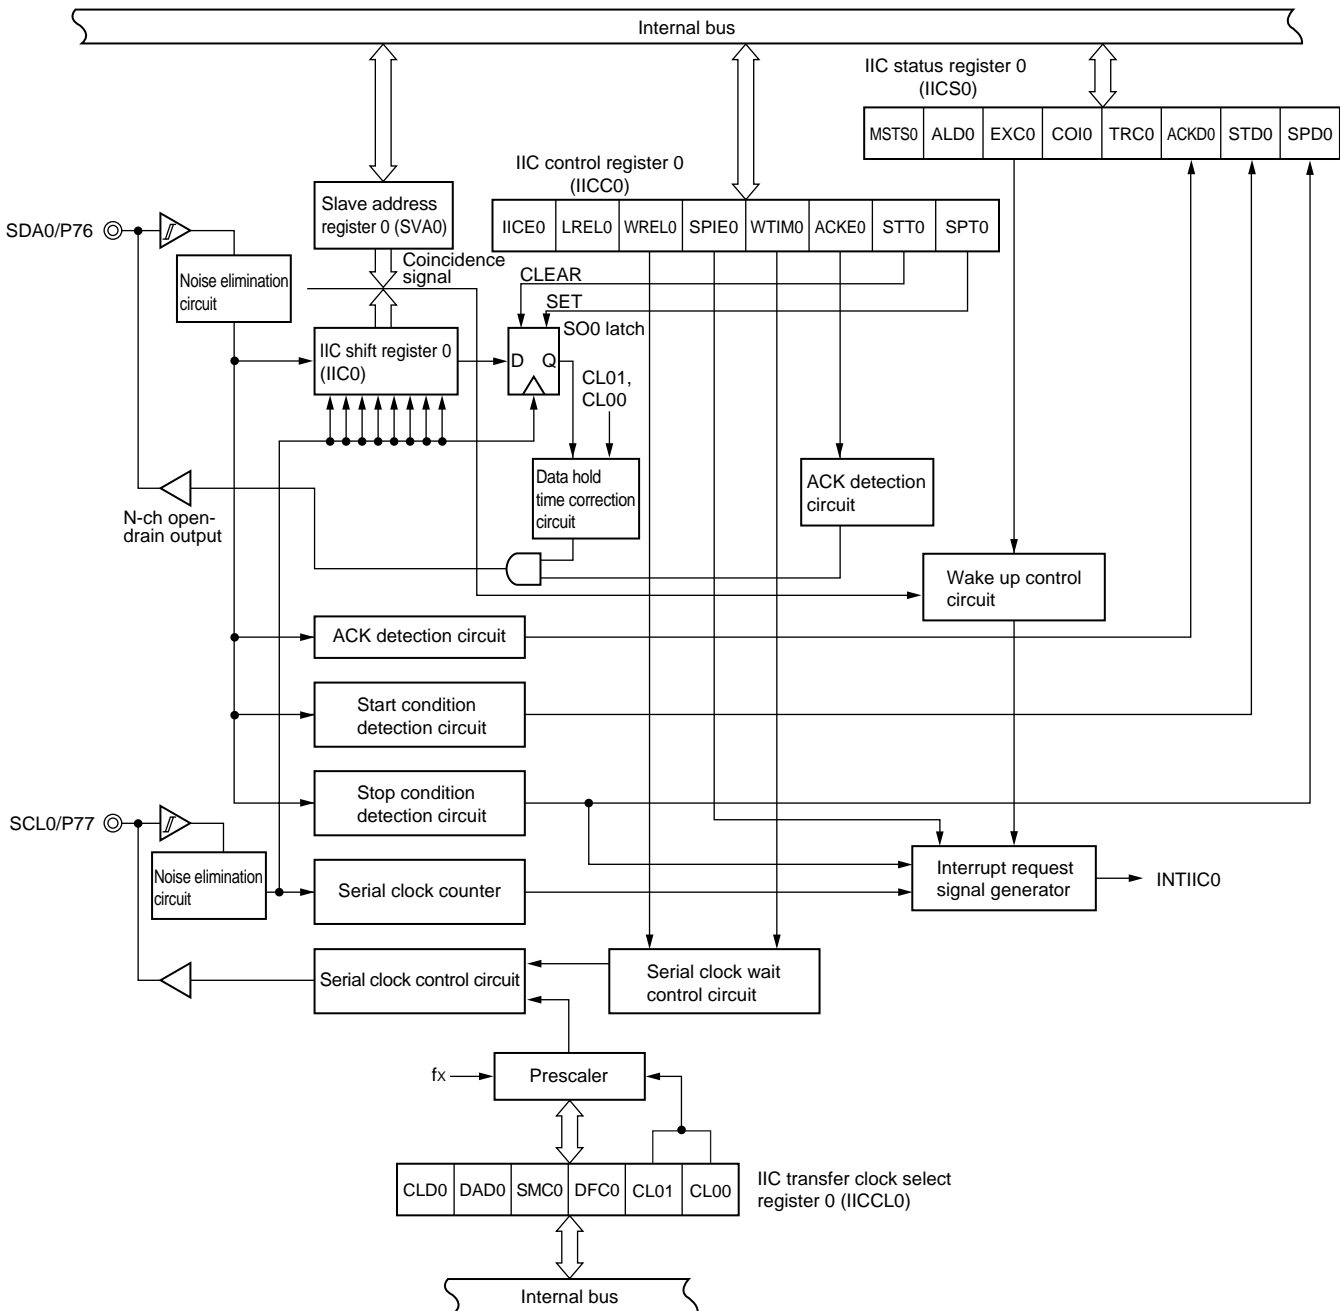 Internal bus
IIC status register 0
(IICS0)
MSTS0 ALD0 EXC0 COI0 TRC0 ACKD0 STD0 SPD0
IIC control register 0
(IICC0)
IICE0 LREL0 WREL0 SPIE0 WTIM0 ACKE0 STT0 SPT0
Slave address
register 0 (SVA0)
SDA0/P76
Noise elimination
circuit
Coincidence
signal
CLEAR
SET
SO0 latch
IIC shift register 0
(IIC0)
D Q
CL01,
CL00
Data hold
time correction
circuit
ACK detection
circuit
N-ch open-
drain output
Wake up control
circuit
ACK detection circuit
Start condition
detection circuit
Stop condition
detection circuit
SCL0/P77
Noise elimination
circuit
Serial clock counter
Interrupt request
signal generator
INTIIC0
Serial clock control circuit
Serial clock wait
control circuit
fx
Prescaler
CLD0 DAD0 SMC0 DFC0 CL01 CL00
IIC transfer clock select
register 0 (IICCL0)
Internal bus